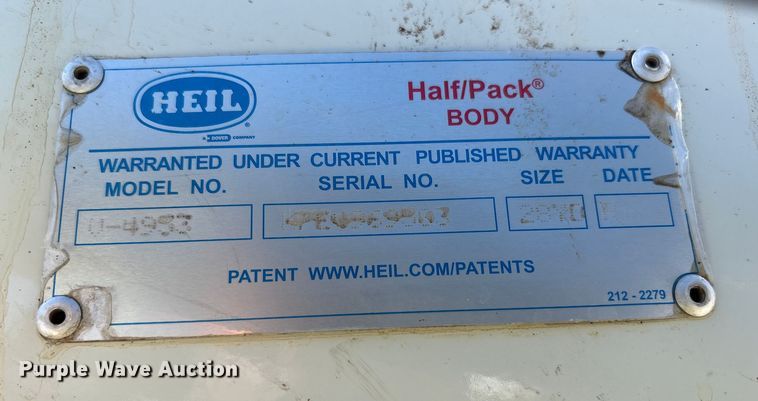 HEIL®
A DOVER COMPANY
Half/Pack®
BODY
WARRANTED UNDER CURRENT PUBLISHED WARRANTY
MODEL NO. SERIAL NO. SIZE DATE
PATENT WWW.HEIL.COM/PATENTS
212 - 2279
Purple Wave Auction